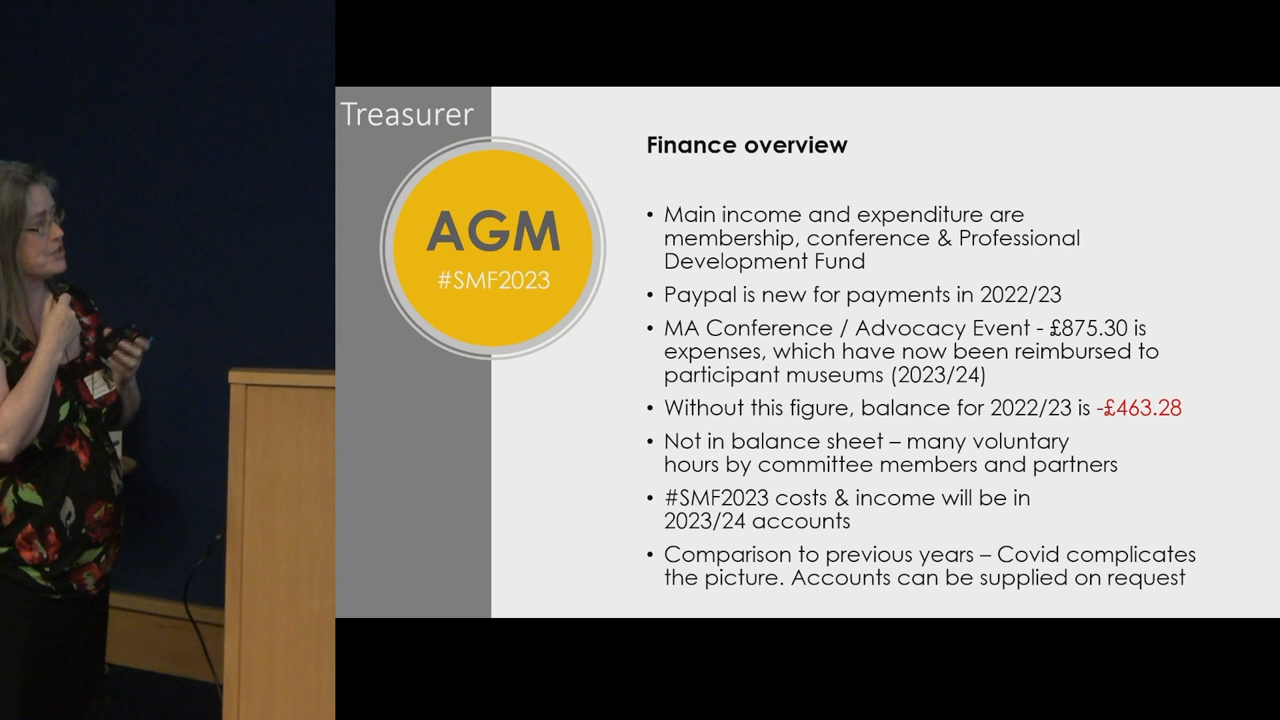 Treasurer
AGM
#SMF2023
Finance overview
• Main income and expenditure are
membership, conference & Professional
Development Fund
• Paypal is new for payments in 2022/23
• MA Conference / Advocacy Event - £875.30 is
expenses, which have now been reimbursed to
participant museums (2023/24)
• Without this figure, balance for 2022/23 is -£463.28
• Not in balance sheet – many voluntary
hours by committee members and partners
• #SMF2023 costs & income will be in
2023/24 accounts
• Comparison to previous years – Covid complicates
the picture. Accounts can be supplied on request